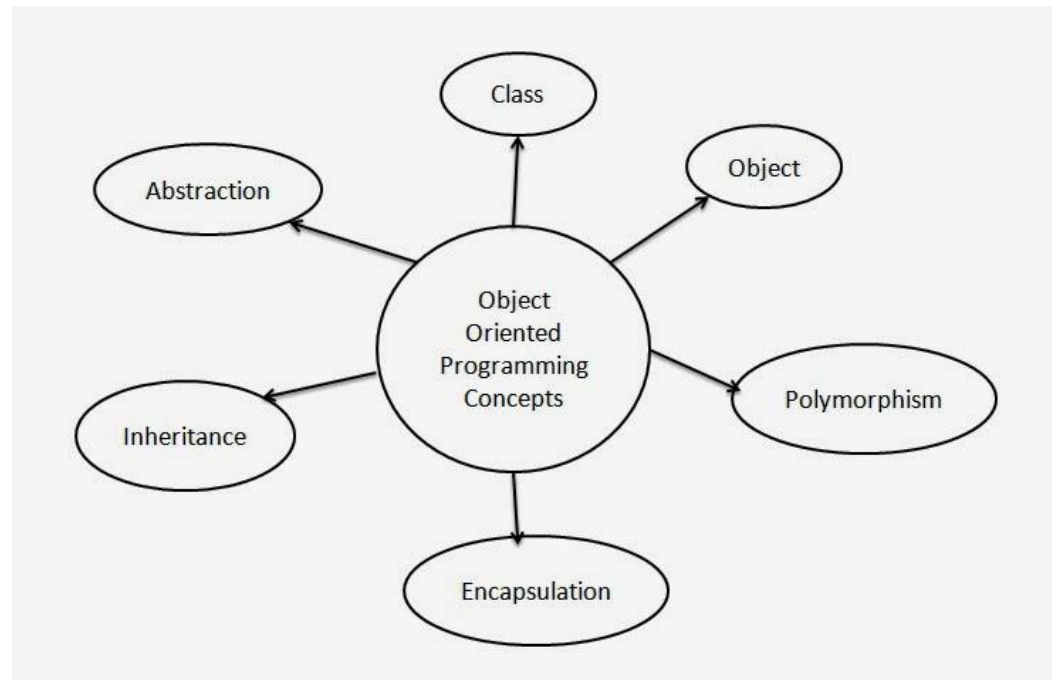 Class
Object
Abstraction
Object
Oriented
Programming
Concepts
Polymorphism
Inheritance
Encapsulation